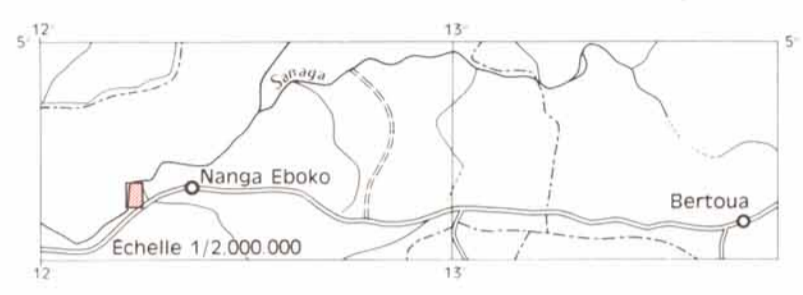 12° 13°
5° 5°
Sanaga
Nanga Eboko
Bertoua
Echelle 1/2.000.000
12 13